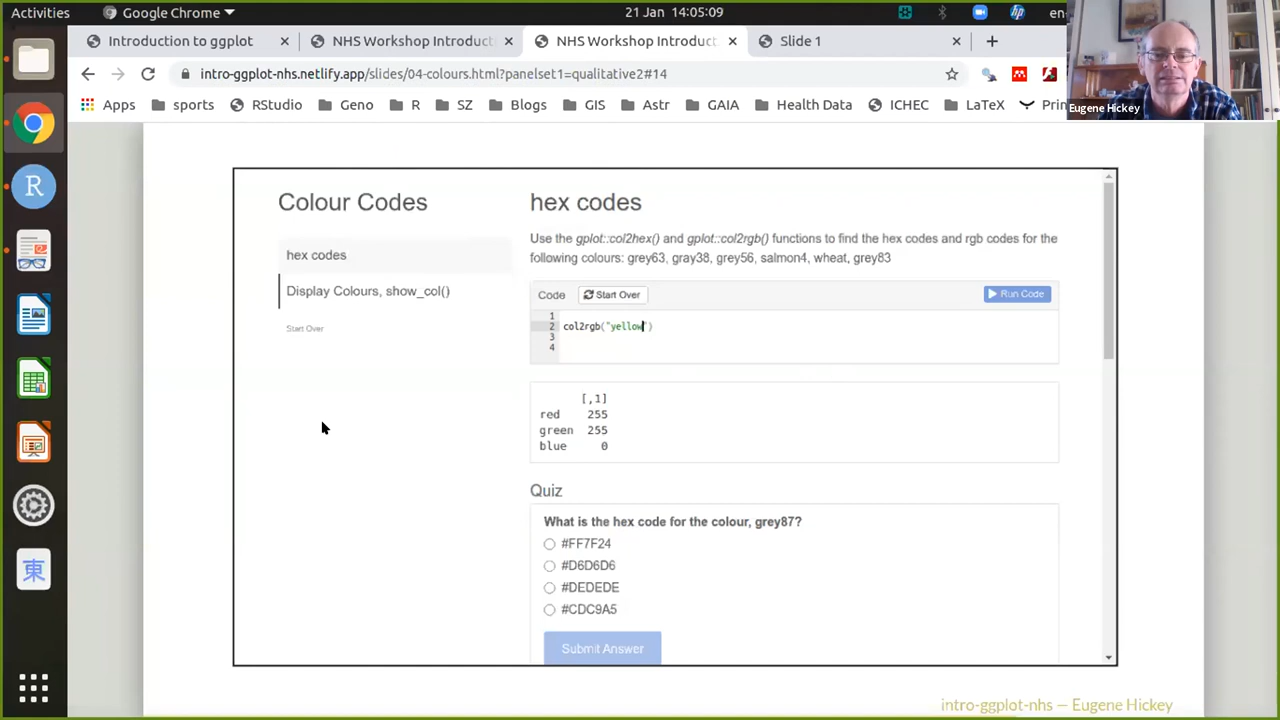 Activities
Google Chrome
21 Jan 14:05:09
en
Introduction to ggplot
NHS Workshop Introduct
NHS Workshop Introduct
Slide 1
intro-ggplot-nhs.netlify.app/slides/04-colours.html?panelset1=qualitative2#14
Apps
sports
RStudio
Geno
R
SZ
Blogs
GIS
Astr
GAIA
Health Data
ICHEC
LaTeX
Prin
Eugene Hickey
Colour Codes
hex codes
Display Colours, show_col()
Start Over
hex codes
Use the gplot::col2hex() and gplot::col2rgb() functions to find the hex codes and rgb codes for the
following colours: grey63, gray38, grey56, salmon4, wheat, grey83
Code
Start Over
Run Code
1
2 col2rgb("yellow")
3
4
[,1]
red 255
green 255
blue 0
Quiz
What is the hex code for the colour, grey87?
#FF7F24
#D6D6D6
#DEDEDE
#CDC9A5
Submit Answer
intro-ggplot-nhs — Eugene Hickey
hp
R
東